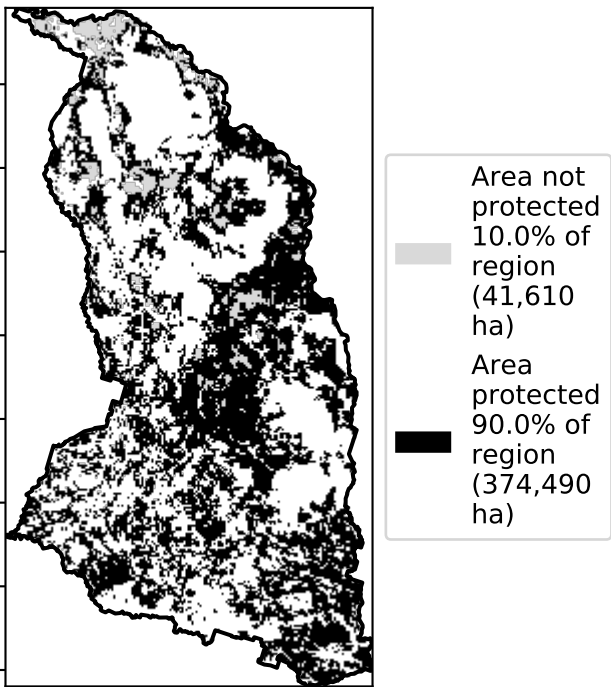 Area not
protected
10.0% of
region
(41,610
ha)
Area
protected
90.0% of
region
(374,490
ha)